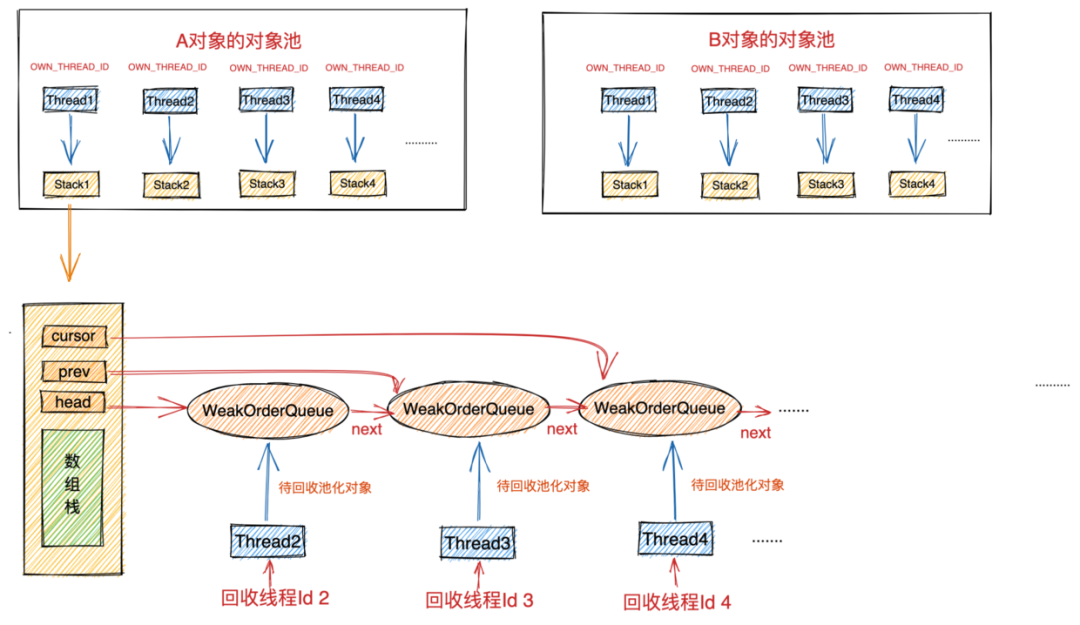 A对象的对象池
OWN_THREAD_ID OWN_THREAD_ID OWN_THREAD_ID OWN_THREAD_ID
Thread1 Thread2 Thread3 Thread4
..........
Stack1 Stack2 Stack3 Stack4
B对象的对象池
OWN_THREAD_ID OWN_THREAD_ID OWN_THREAD_ID OWN_THREAD_ID
Thread1 Thread2 Thread3 Thread4
..........
Stack1 Stack2 Stack3 Stack4
cursor
prev
head
数
组
栈
WeakOrderQueue WeakOrderQueue WeakOrderQueue .......
next next next
..........
待回收池化对象 待回收池化对象 待回收池化对象
Thread2 Thread3 Thread4 .......
回收线程Id 2 回收线程Id 3 回收线程Id 4